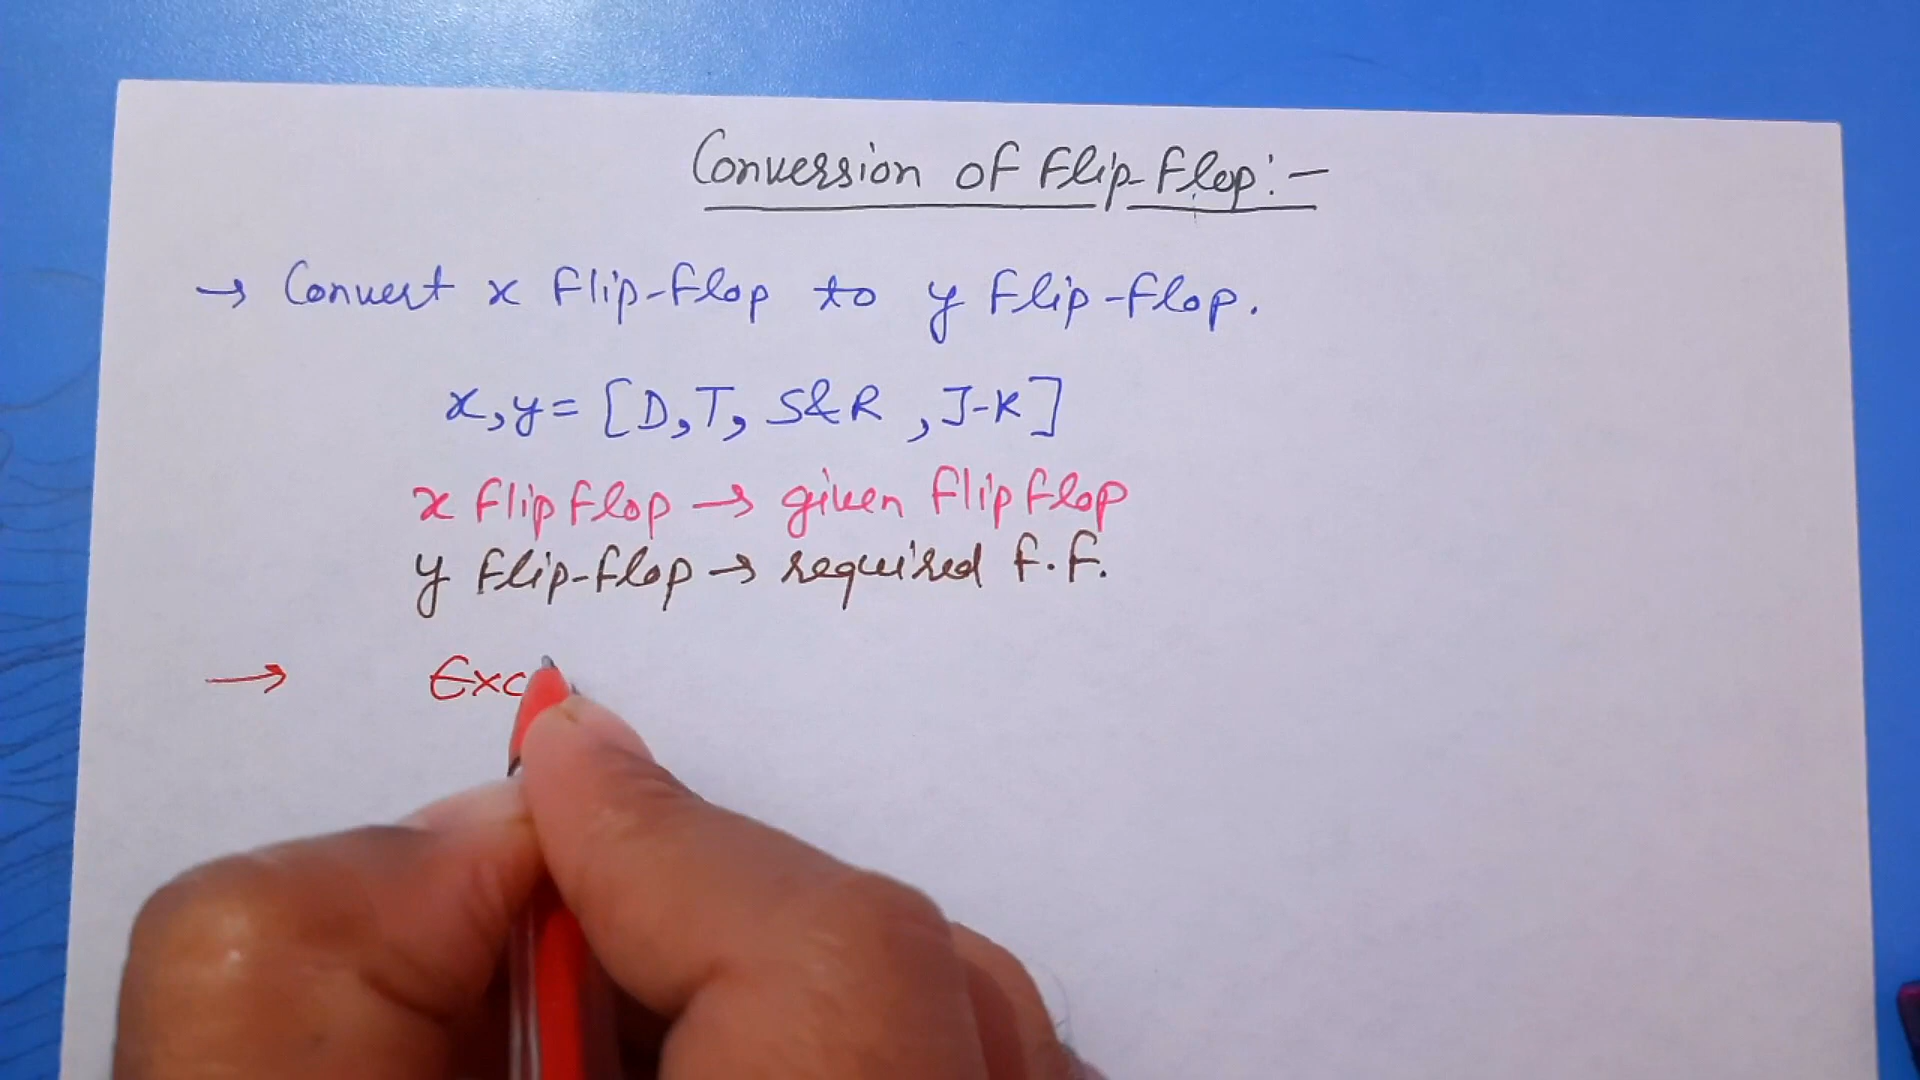 Conversion of Flip-Flop:-
→ Convert x Flip-Flop to y Flip-Flop.
x,y= [D,T, S&R ,J-K]
x Flip Flop → given Flip Flop
y Flip-Flop → required F.F.
→ Exc